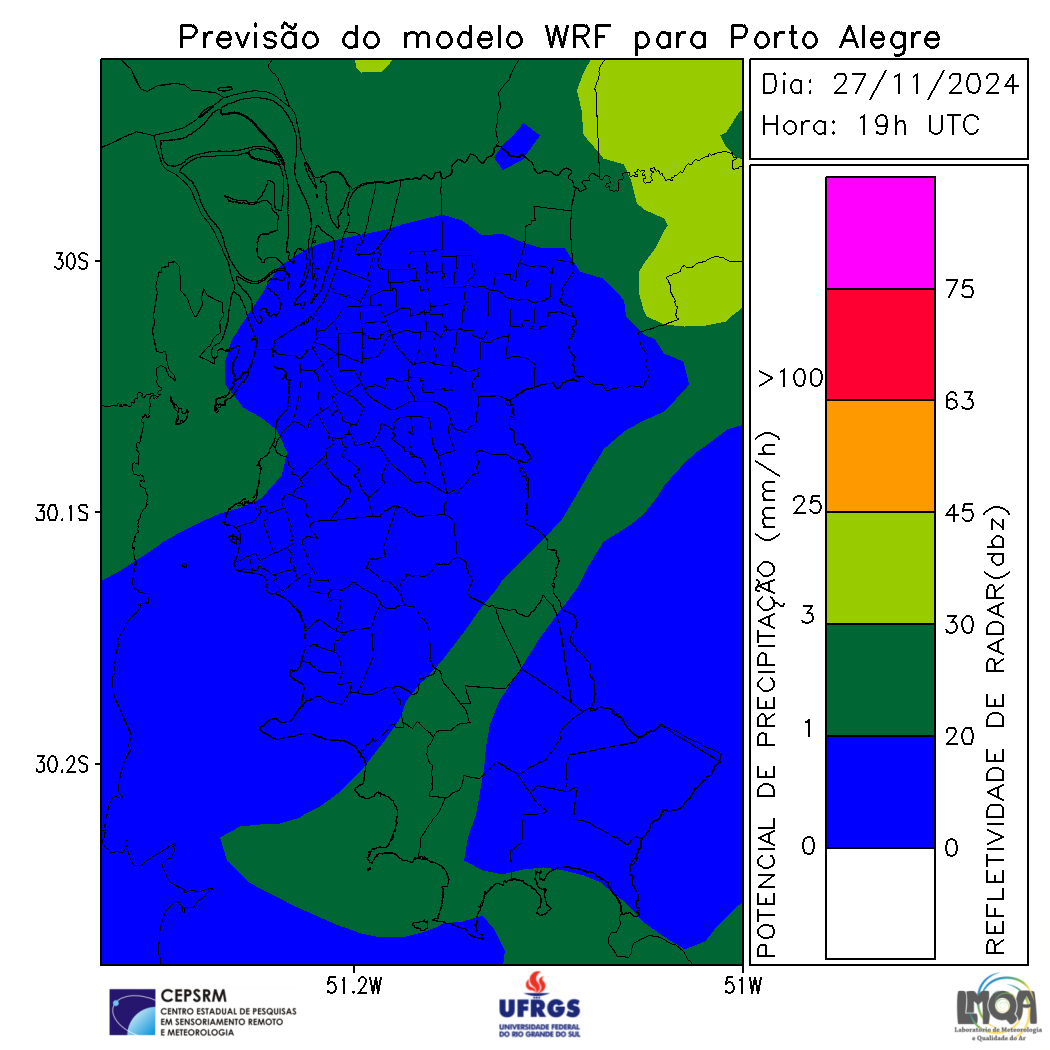 Previsão do modelo WRF para Porto Alegre
Dia: 27/11/2024
Hora: 19h UTC
30S
30.1S
30.2S
51.2W
51W
POTENCIAL DE PRECIPITAÇÃO (mm/h)
>100
25
3
1
0
75
63
45
30
20
0
REFLETIVIDADE DE RADAR(dbz)
CEPSRM
CENTRO ESTADUAL DE PESQUISAS
EM SENSORIAMENTO REMOTO
E METEOROLOGIA
UFRGS
UNIVERSIDADE FEDERAL
DO RIO GRANDE DO SUL
LMQA
Laboratório de Meteorologia
e Qualidade do Ar